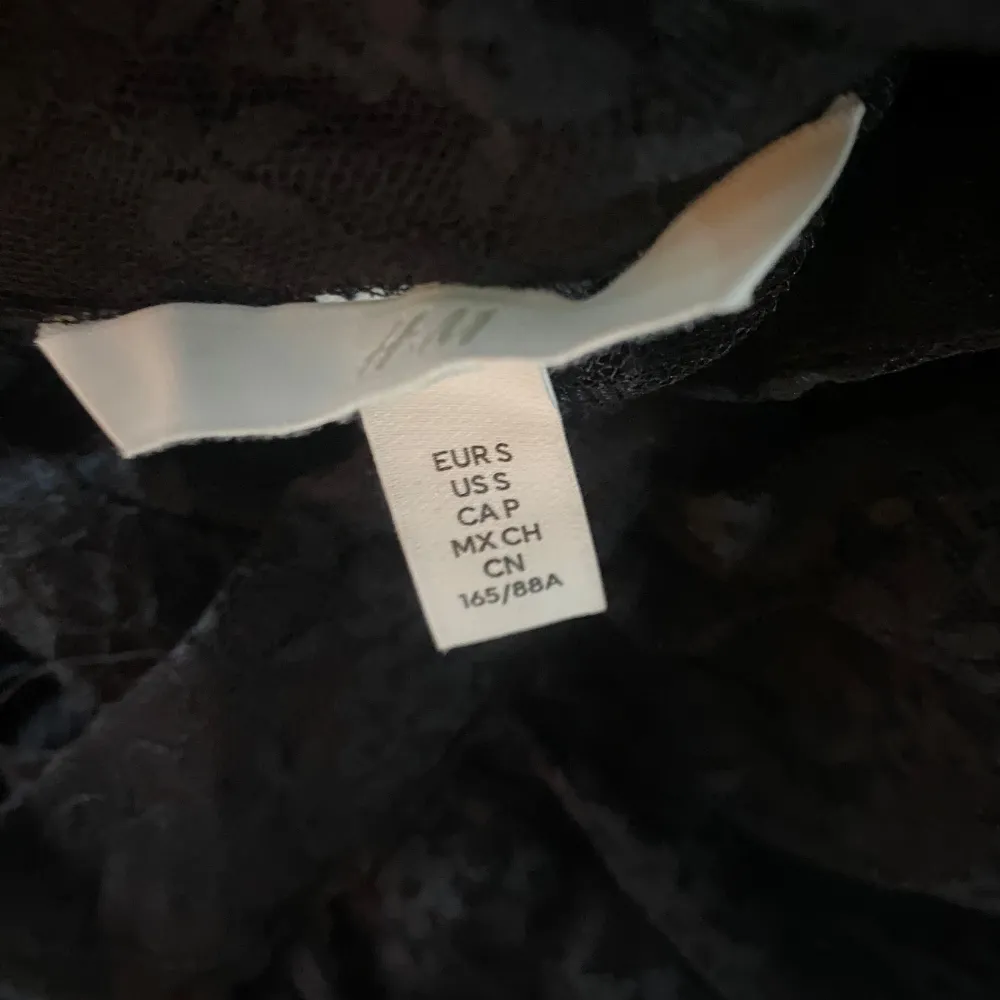 H&M
EUR S
US S
CA P
MX CH
CN
165/88A